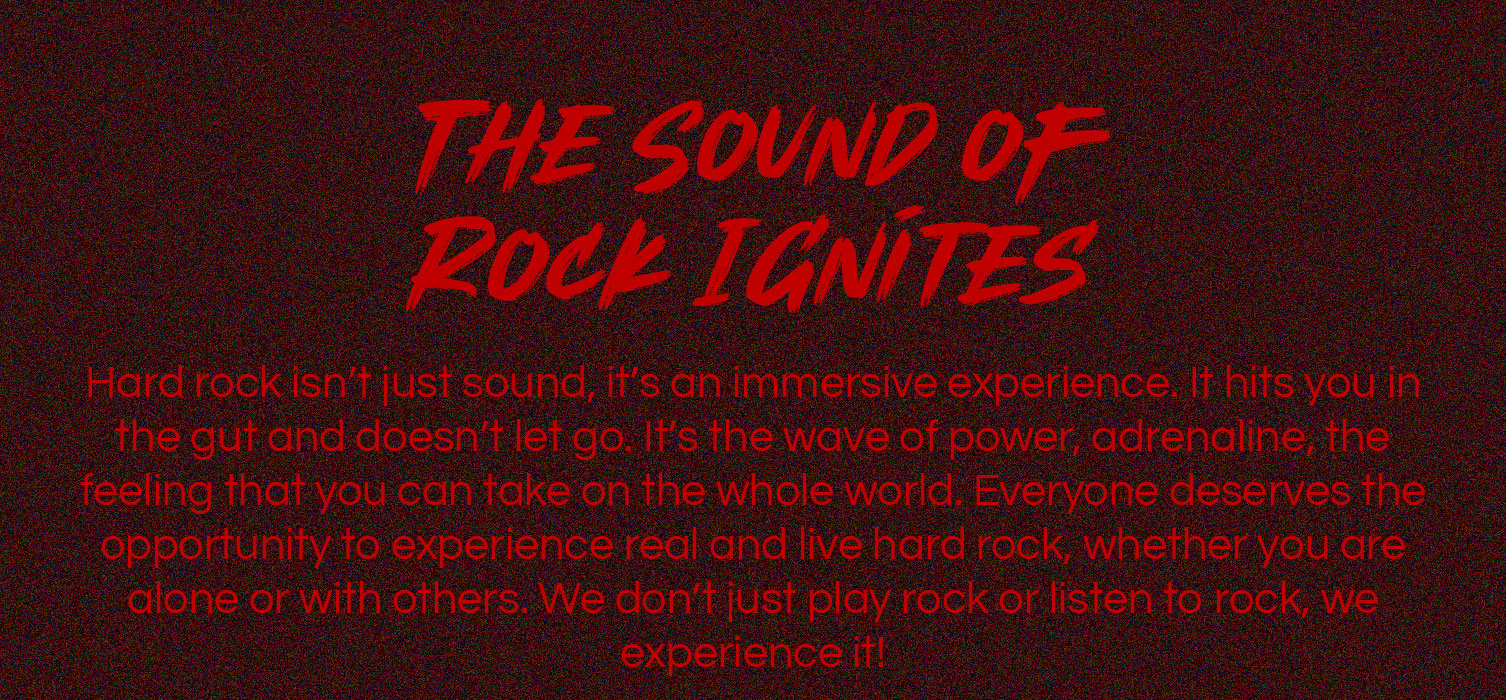 THE SOUND OF
ROCK IGNITES
Hard rock isn’t just sound, it’s an immersive experience. It hits you in
the gut and doesn’t let go. It’s the wave of power, adrenaline, the
feeling that you can take on the whole world. Everyone deserves the
opportunity to experience real and live hard rock, whether you are
alone or with others. We don’t just play rock or listen to rock, we
experience it!